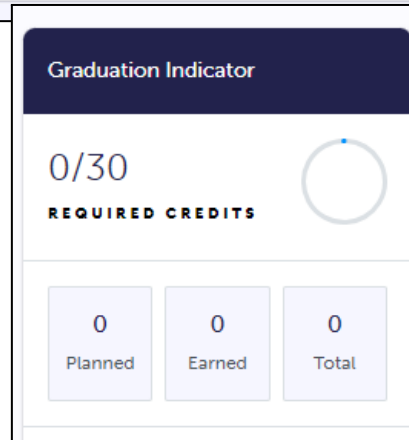 Graduation Indicator
0/30
REQUIRED CREDITS
0 0 0
Planned Earned Total